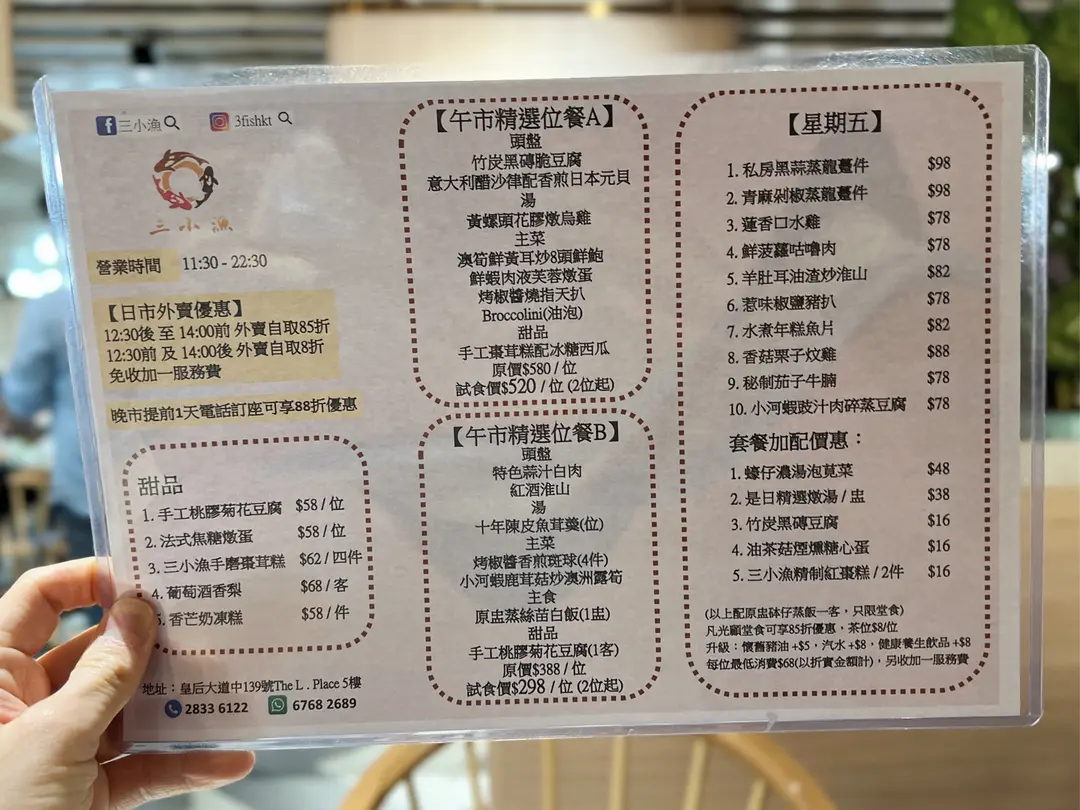 三小漁
3fishkt
三小漁
營業時間 11:30 - 22:30
【日市外賣優惠】
12:30後 至 14:00前 外賣自取85折
12:30前 及 14:00後 外賣自取8折
免收加一服務費
晚市提前1天電話訂座可享88折優惠
甜品
1. 手工桃膠菊花豆腐 $58 / 位
2. 法式焦糖燉蛋 $58 / 位
3. 三小漁手磨棗茸糕 $62 / 四件
4. 葡萄酒香梨 $68 / 客
5. 香芒奶凍糕 $58 / 件
地址：皇后大道中139號The L . Place 5樓
2833 6122 6768 2689
【午市精選位餐A】
頭盤
竹炭黑磚脆豆腐
意大利醋沙律配香煎日本元貝
湯
黃螺頭花膠燉烏雞
主菜
澳筍鮮黃耳炒8頭鮮鮑
鮮蝦肉液芙蓉燉蛋
烤椒醬燒指天扒
Broccolini(油泡)
甜品
手工棗茸糕配冰糖西瓜
原價$580 / 位
試食價$520 / 位 (2位起)
【午市精選位餐B】
頭盤
特色蒜汁白肉
紅酒淮山
湯
十年陳皮魚茸羹(位)
主菜
烤椒醬香煎斑球(4件)
小河蝦鹿茸菇炒澳洲露筍
主食
原盅蒸絲苗白飯(1盅)
甜品
手工桃膠菊花豆腐(1客)
原價$388 / 位
試食價$298 / 位 (2位起)
【星期五】
1. 私房黑蒜蒸龍躉件 $98
2. 青麻剁椒蒸龍躉件 $98
3. 蓮香口水雞 $78
4. 鮮菠蘿咕嚕肉 $78
5. 羊肚耳油渣炒淮山 $82
6. 惹味椒鹽豬扒 $78
7. 水煮年糕魚片 $82
8. 香菇栗子炆雞 $88
9. 秘制茄子牛腩 $78
10. 小河蝦豉汁肉碎蒸豆腐 $78
套餐加配價惠：
1. 蠔仔濃湯泡莧菜 $48
2. 是日精選燉湯 / 盅 $38
3. 竹炭黑磚豆腐 $16
4. 油茶菇煙燻糖心蛋 $16
5. 三小漁精制紅棗糕 / 2件 $16
(以上配原盅砵仔蒸飯一客，只限堂食)
凡光顧堂食可享85折優惠，茶位$8/位
升級：懷舊豬油 +$5，汽水 +$8，健康養生飲品 +$8
每位最低消費$68(以折實金額計)，另收加一服務費